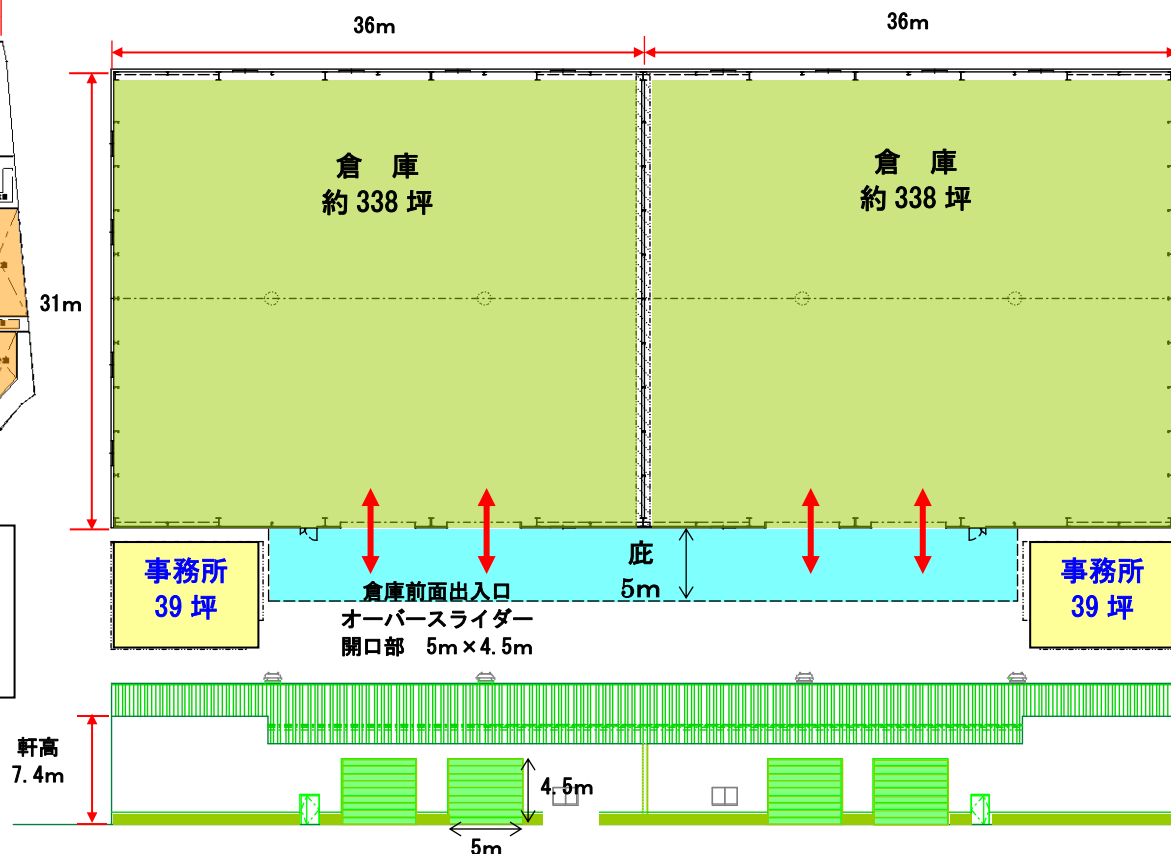 36m
36m
倉 庫
約 338 坪
倉 庫
約 338 坪
31m
事務所
39 坪
庇
5m
事務所
39 坪
倉庫前面出入口
オーバースライダー
開口部 5m×4.5m
軒高
7.4m
4.5m
5m